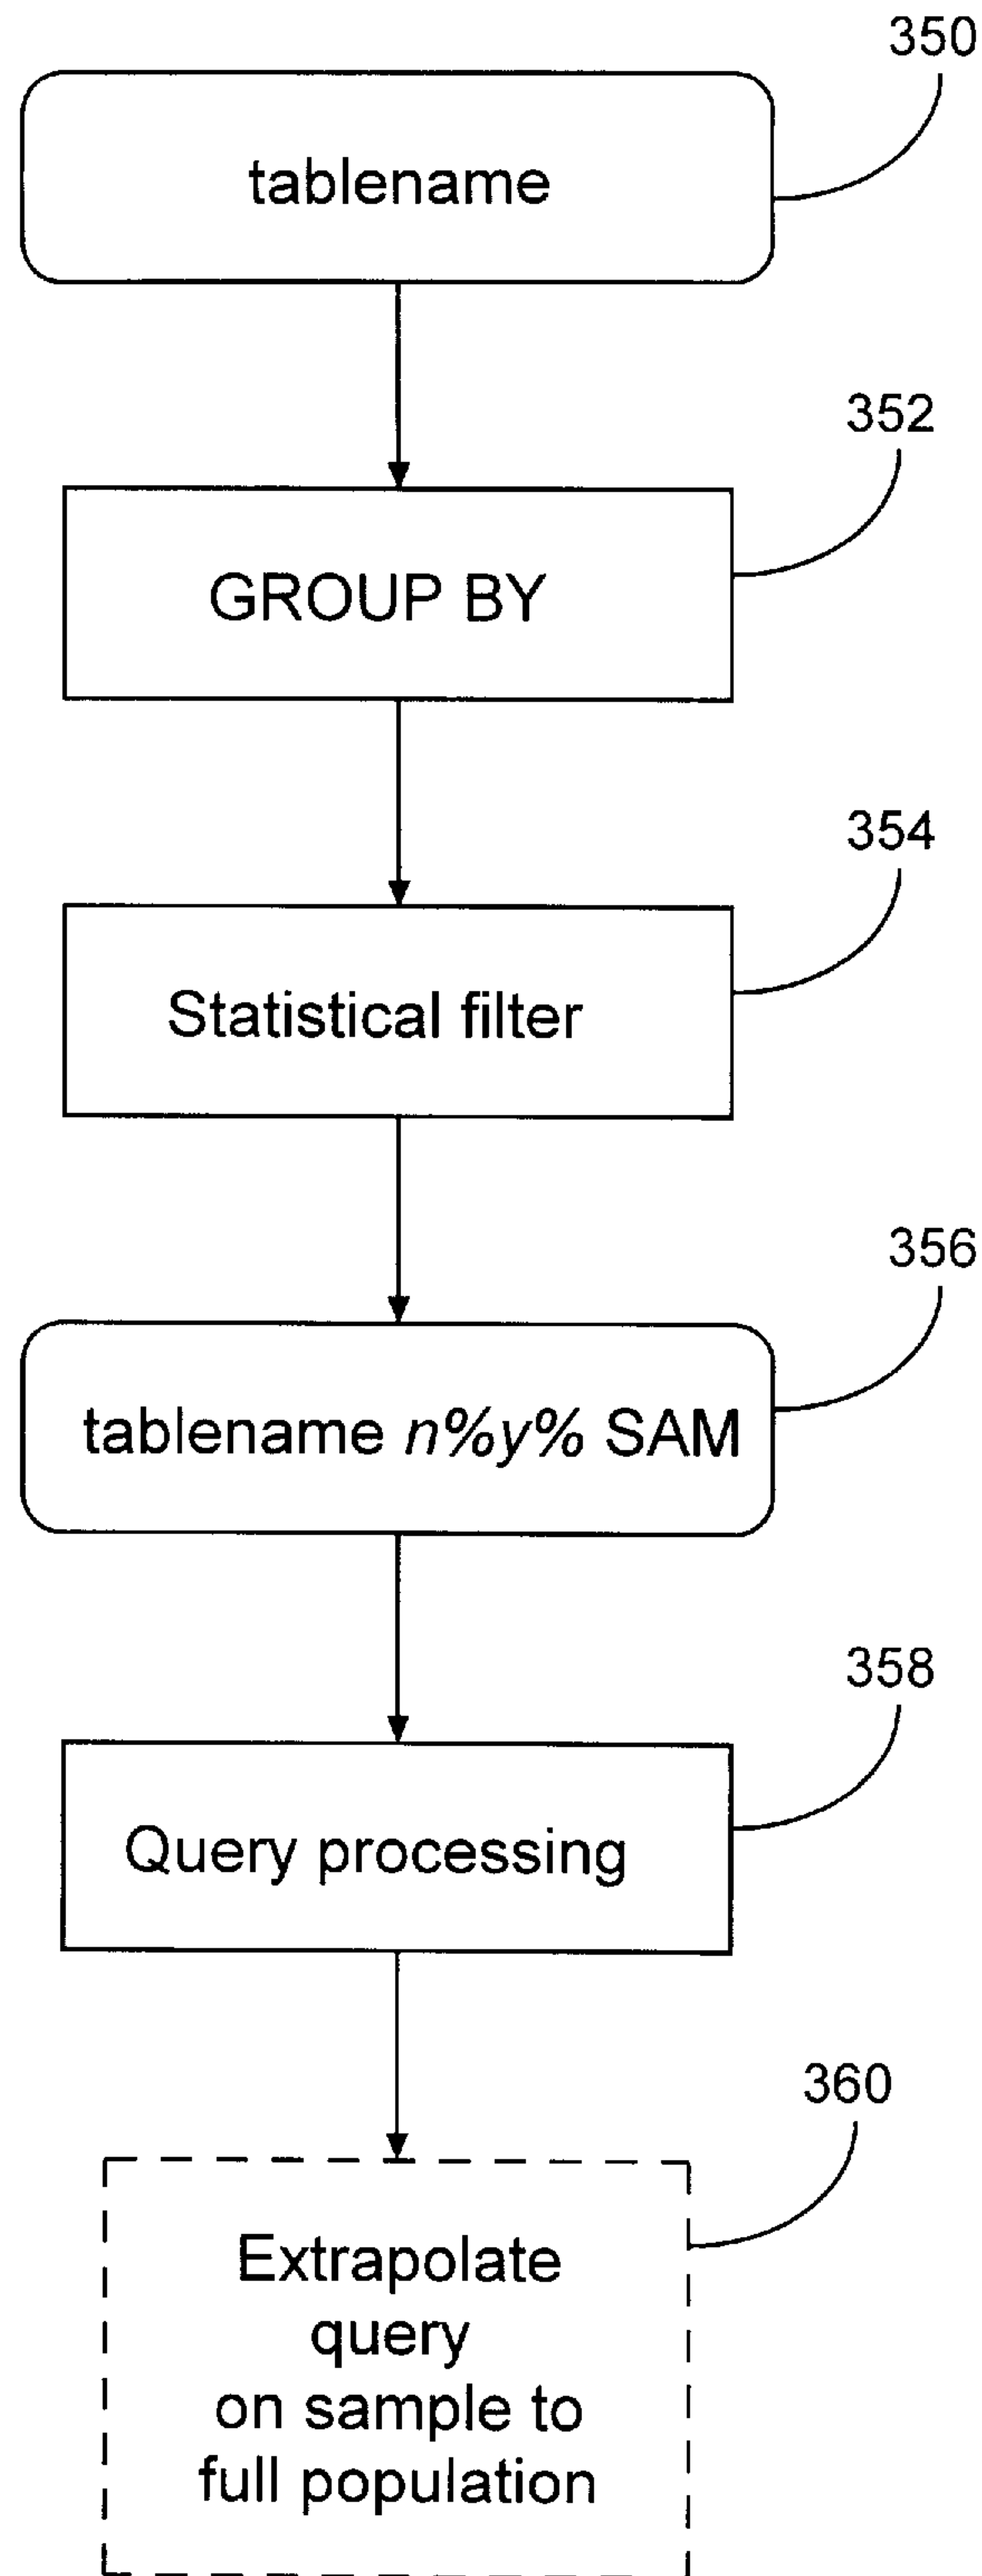 350
tablename
352
GROUP BY
354
Statistical filter
356
tablename n%y% SAM
358
Query processing
360
Extrapolate
query
on sample to
full population